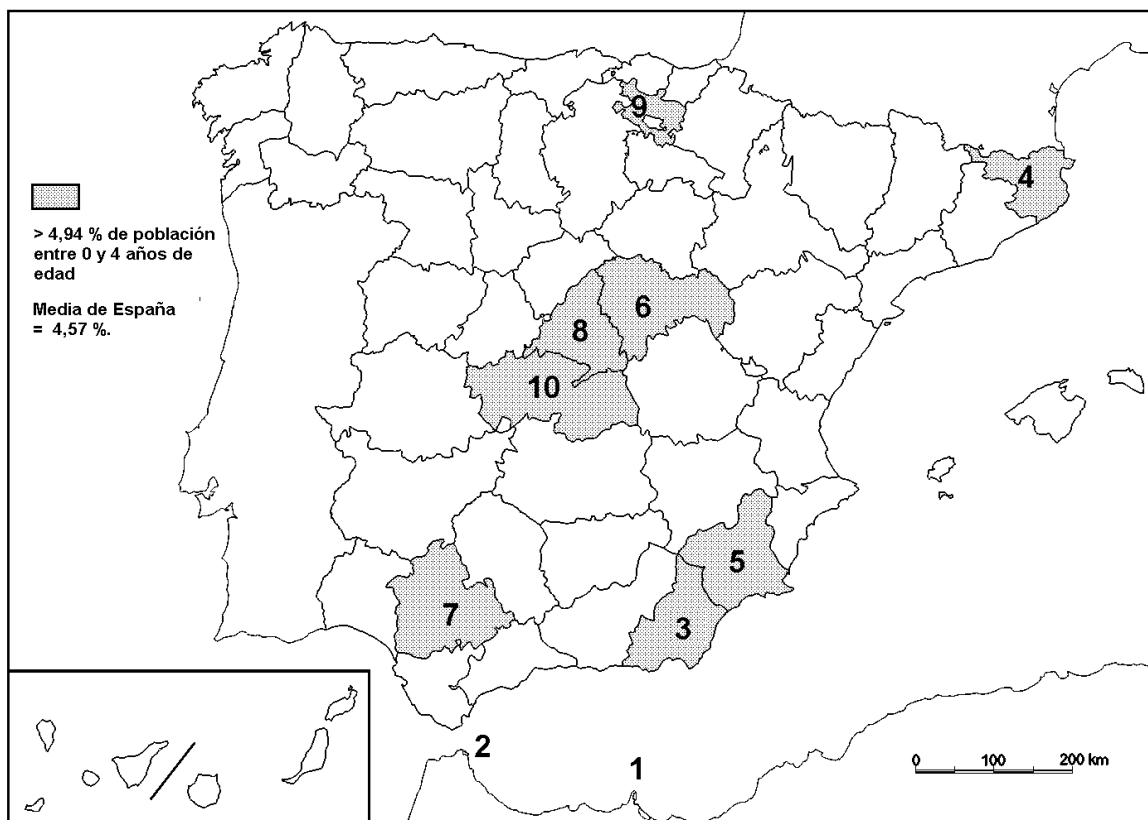 9
4
> 4,94 % de población
entre 0 y 4 años de
edad
Media de España
= 4,57 %.
6
8
10
5
7
3
2
1
0 100 200 km